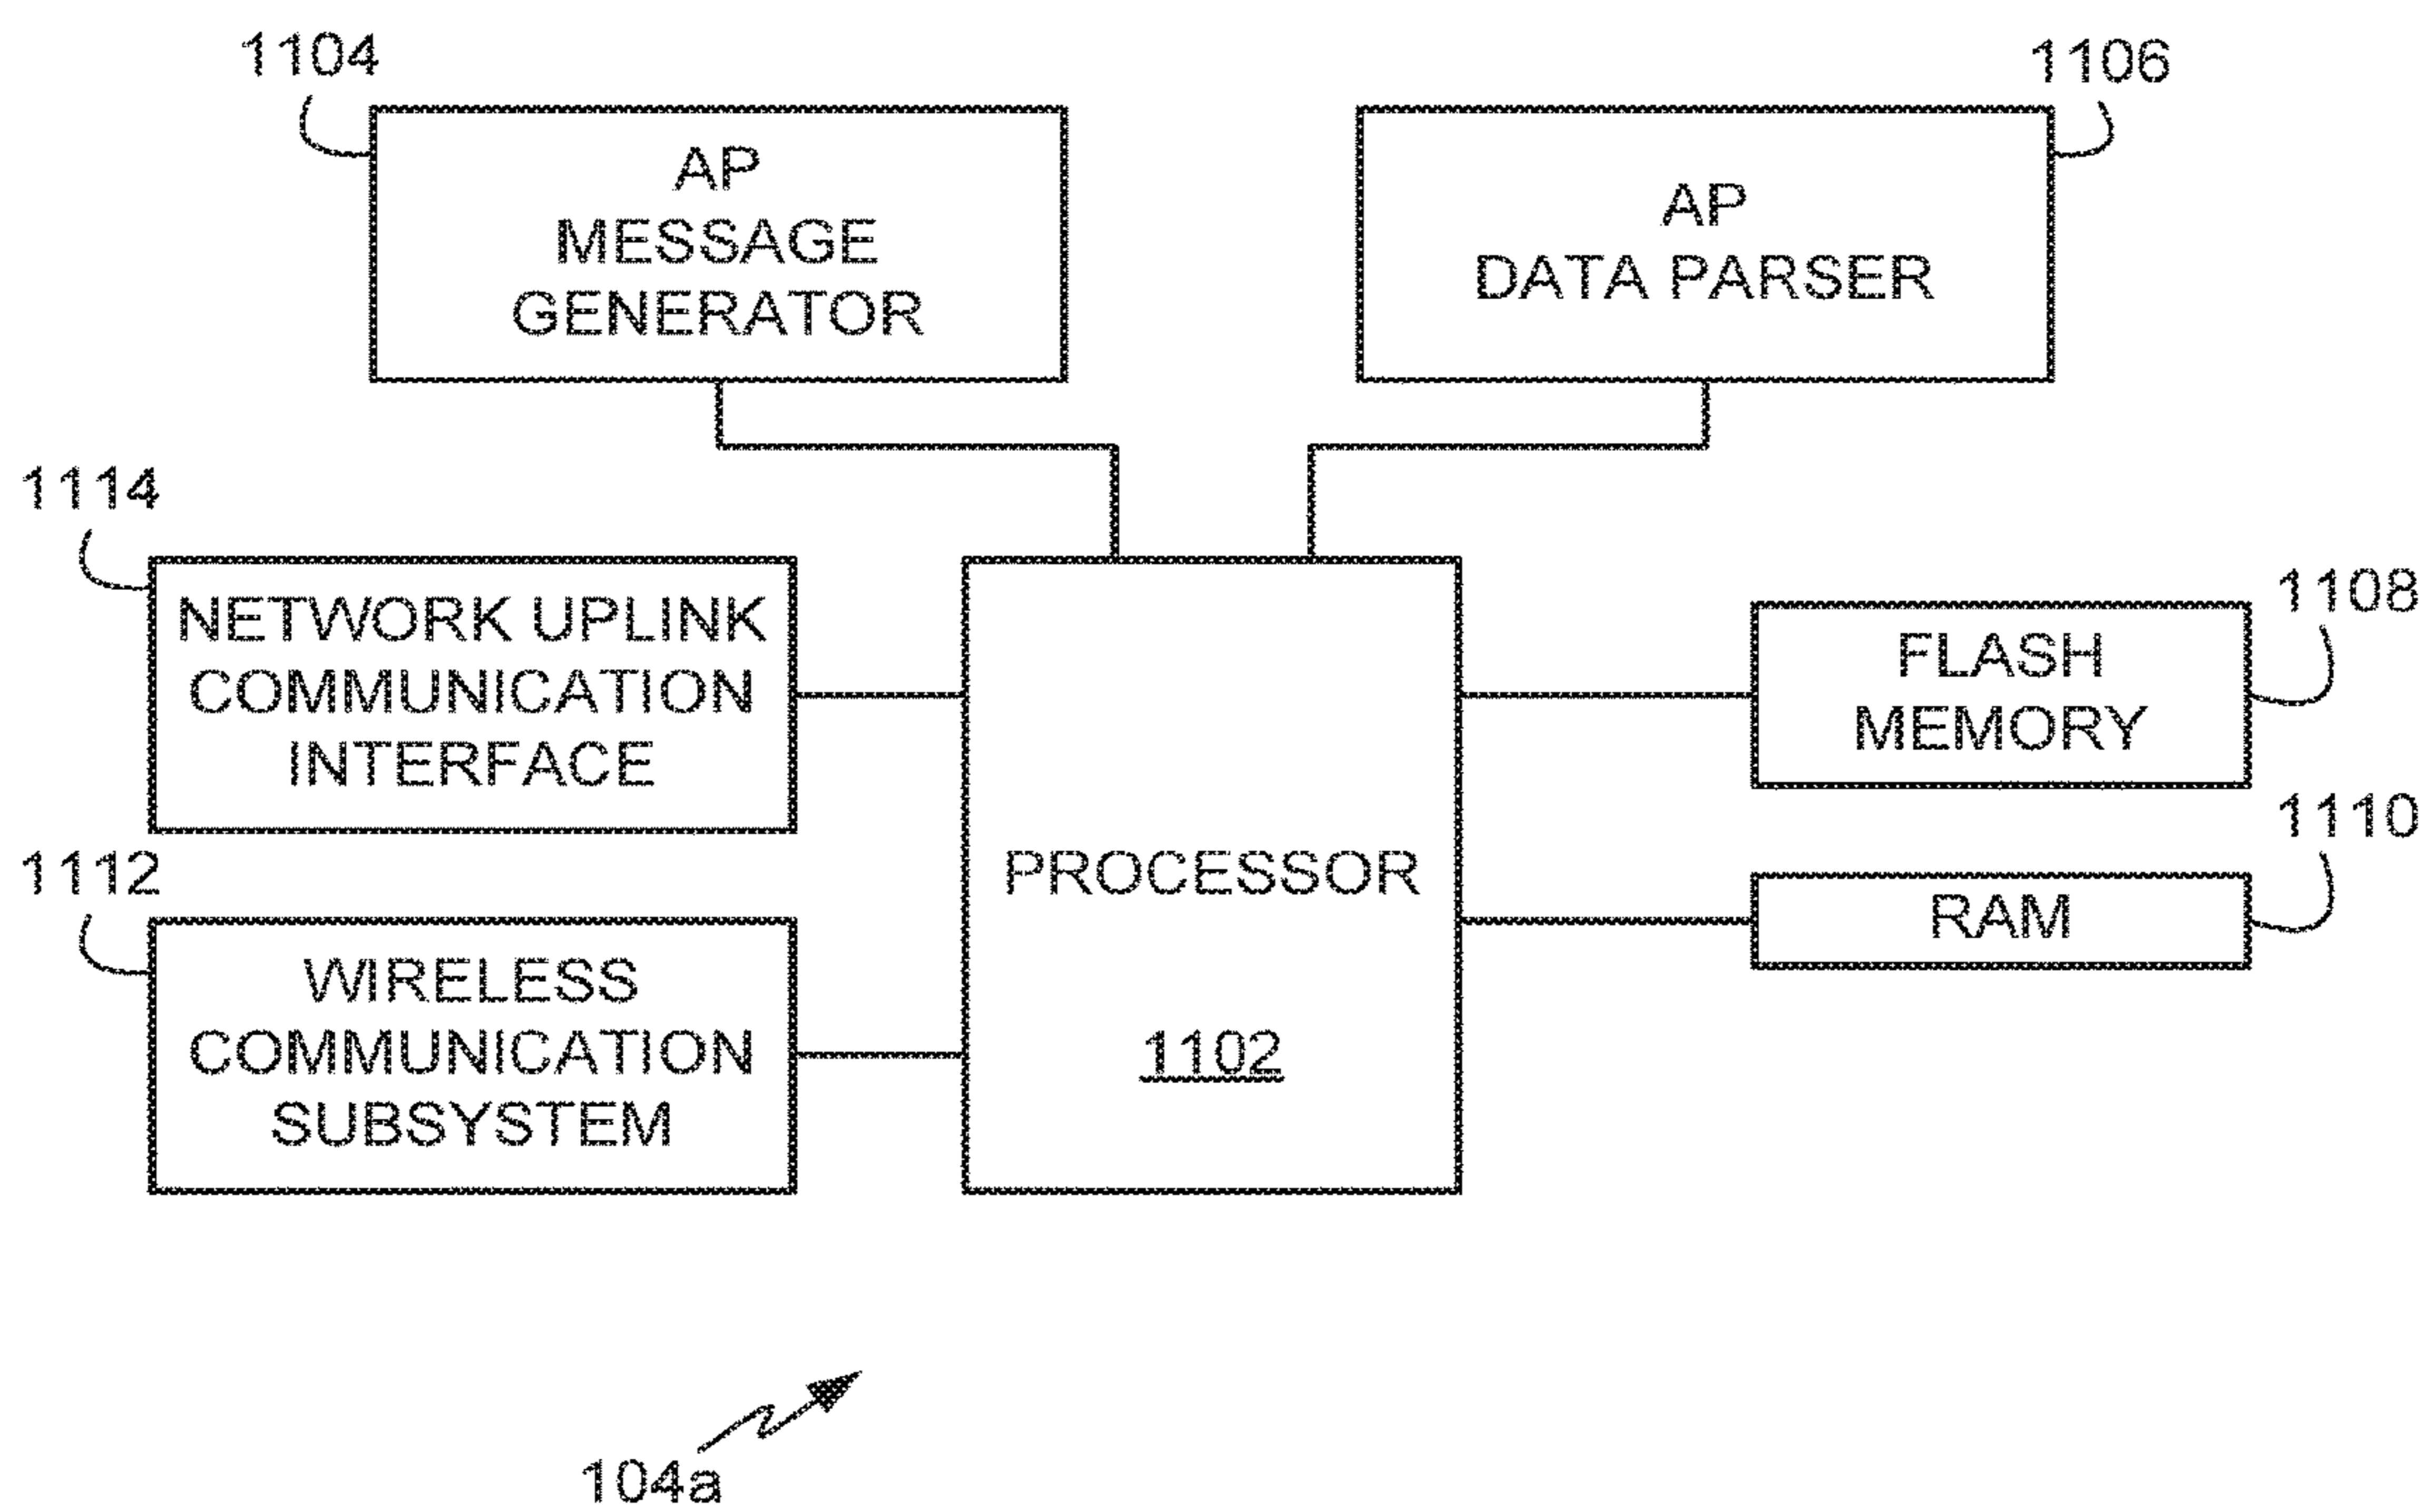 1104
1106
AP
MESSAGE
GENERATOR
AP
DATA PARSER
1114
NETWORK UPLINK
COMMUNICATION
INTERFACE
1112
WIRELESS
COMMUNICATION
SUBSYSTEM
PROCESSOR
1102
1108
FLASH
MEMORY
1110
RAM
104a